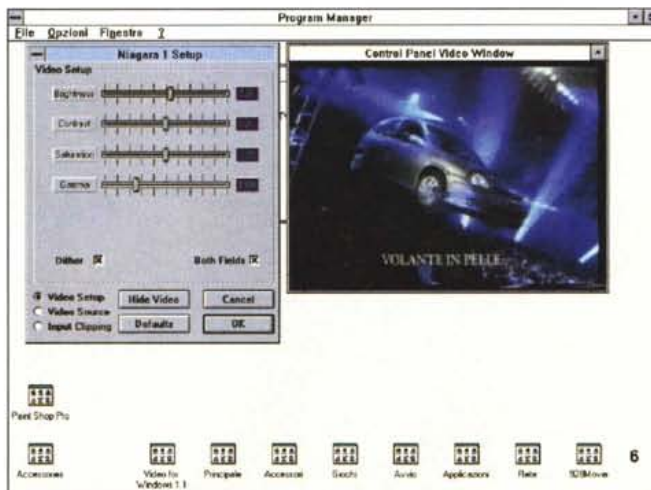 Program Manager
File Opzioni Finestra ?
Niagara 1 Setup
Video Setup
Brightness
Contrast
Saturation
Gamma
Dither
Both Fields
Video Setup
Video Source
Input Clipping
Hide Video
Cancel
Defaults
OK
Control Panel Video Window
VOLANTE IN PELLE
Paint Shop Pro
Accessories
Video for Windows 1.1
Principale
Accessori
Giochi
Avvio
Applicazioni
Rete
928Movie
6